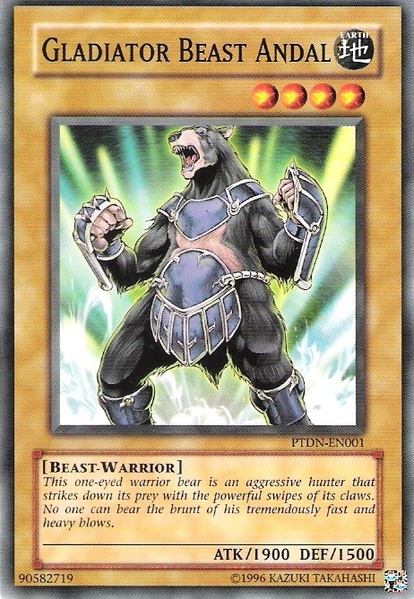 GLADIATOR BEAST ANDAL
EARTH
地
PTDN-EN001
[BEAST-WARRIOR]
This one-eyed warrior bear is an aggressive hunter that
strikes down its prey with the powerful swipes of its claws.
No one can bear the brunt of his tremendously fast and
heavy blows.
ATK/1900 DEF/1500
90582719
©1996 KAZUKI TAKAHASHI